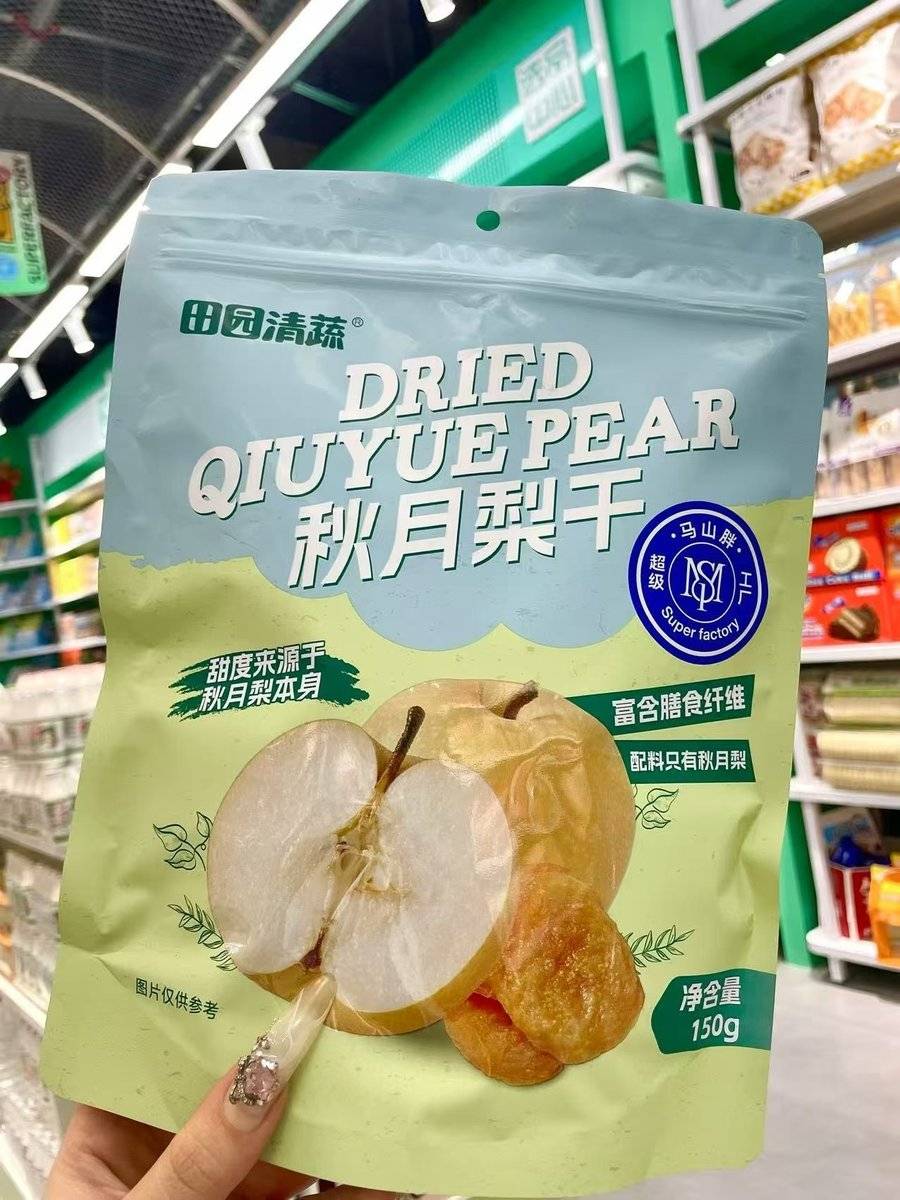 田园清蔬®
DRIED
QIUYUE PEAR
秋月梨干
·马山胖·
超级
工厂
MSP
Super factory
甜度来源于
秋月梨本身
富含膳食纤维
配料只有秋月梨
图片仅供参考
净含量
150g
SUPERFACTORY